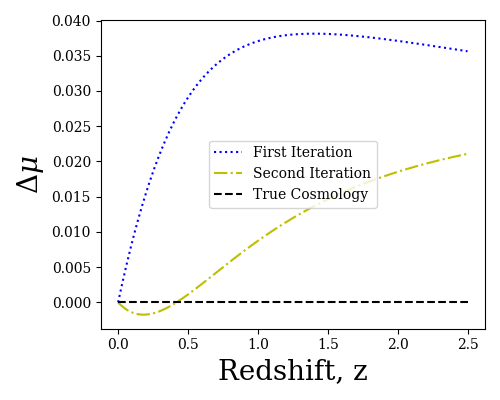 0.040
0.035
0.030
0.025
0.020
0.015
0.010
0.005
0.000
Δμ
First Iteration
Second Iteration
True Cosmology
0.0 0.5 1.0 1.5 2.0 2.5
Redshift, z